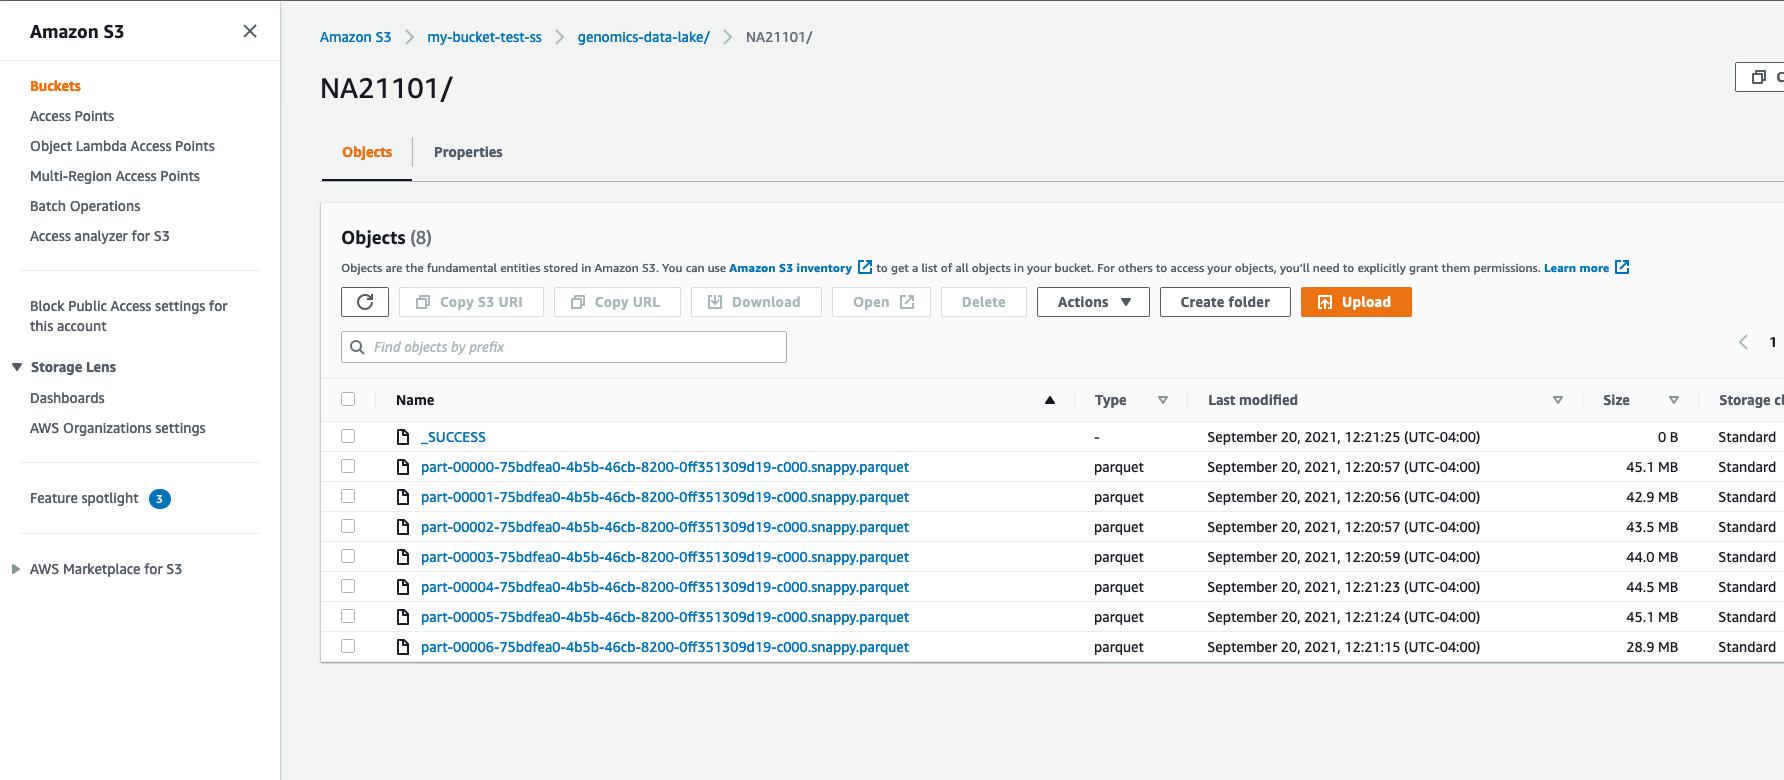 Amazon S3
Buckets
Access Points
Object Lambda Access Points
Multi-Region Access Points
Batch Operations
Access analyzer for S3
Block Public Access settings for
this account
Storage Lens
Dashboards
AWS Organizations settings
Feature spotlight 3
AWS Marketplace for S3
Amazon S3 my-bucket-test-ss genomics-data-lake/ NA21101/
NA21101/
Objects Properties
Objects (8)
Objects are the fundamental entities stored in Amazon S3. You can use Amazon S3 inventory to get a list of all objects in your bucket. For others to access your objects, you'll need to explicitly grant them permissions. Learn more
Copy S3 URI Copy URL Download Open Delete Actions Create folder Upload
Find objects by prefix 1
Name Type Last modified Size Storage cl
_SUCCESS - September 20, 2021, 12:21:25 (UTC-04:00) 0 B Standard
part-00000-75bdfea0-4b5b-46cb-8200-0ff351309d19-c000.snappy.parquet parquet September 20, 2021, 12:20:57 (UTC-04:00) 45.1 MB Standard
part-00001-75bdfea0-4b5b-46cb-8200-0ff351309d19-c000.snappy.parquet parquet September 20, 2021, 12:20:56 (UTC-04:00) 42.9 MB Standard
part-00002-75bdfea0-4b5b-46cb-8200-0ff351309d19-c000.snappy.parquet parquet September 20, 2021, 12:20:57 (UTC-04:00) 43.5 MB Standard
part-00003-75bdfea0-4b5b-46cb-8200-0ff351309d19-c000.snappy.parquet parquet September 20, 2021, 12:20:59 (UTC-04:00) 44.0 MB Standard
part-00004-75bdfea0-4b5b-46cb-8200-0ff351309d19-c000.snappy.parquet parquet September 20, 2021, 12:21:23 (UTC-04:00) 44.5 MB Standard
part-00005-75bdfea0-4b5b-46cb-8200-0ff351309d19-c000.snappy.parquet parquet September 20, 2021, 12:21:24 (UTC-04:00) 45.1 MB Standard
part-00006-75bdfea0-4b5b-46cb-8200-0ff351309d19-c000.snappy.parquet parquet September 20, 2021, 12:21:15 (UTC-04:00) 28.9 MB Standard